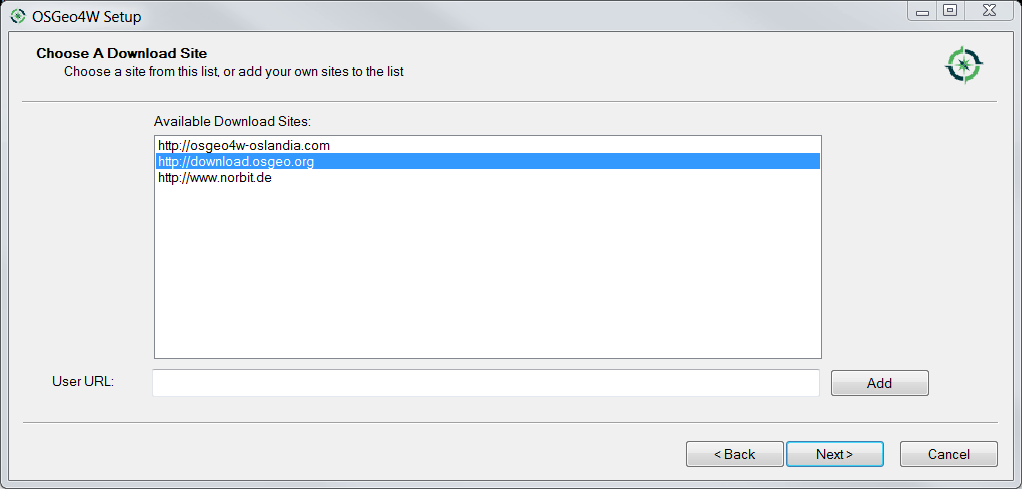 OSGeo4W Setup
Choose A Download Site
Choose a site from this list, or add your own sites to the list
Available Download Sites:
http://osgeo4w-oslandia.com
http://download.osgeo.org
http://www.norbit.de
User URL:
Add
< Back
Next >
Cancel